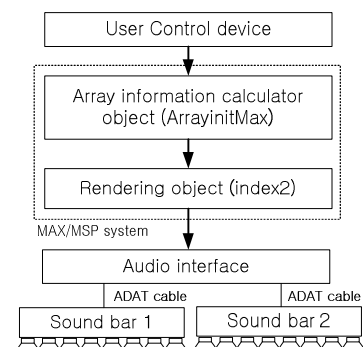 User Control device
Array information calculator
object (ArrayinitMax)
Rendering object (index2)
MAX/MSP system
Audio interface
ADAT cable
ADAT cable
Sound bar 1
Sound bar 2